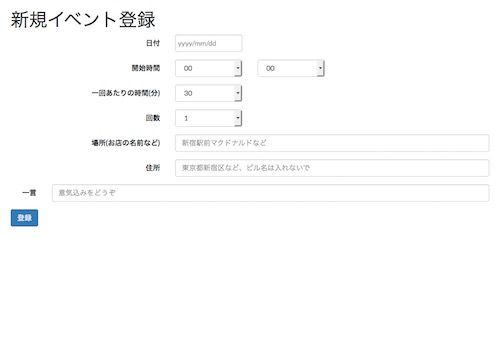 新規イベント登録
日付 yyyy/mm/dd
開始時間 00 00
一回あたりの時間(分) 30
回数 1
場所(お店の名前など) 新宿駅前マクドナルドなど
住所 東京都新宿区など、ビル名は入れないで
一言 意気込みをどうぞ
登録